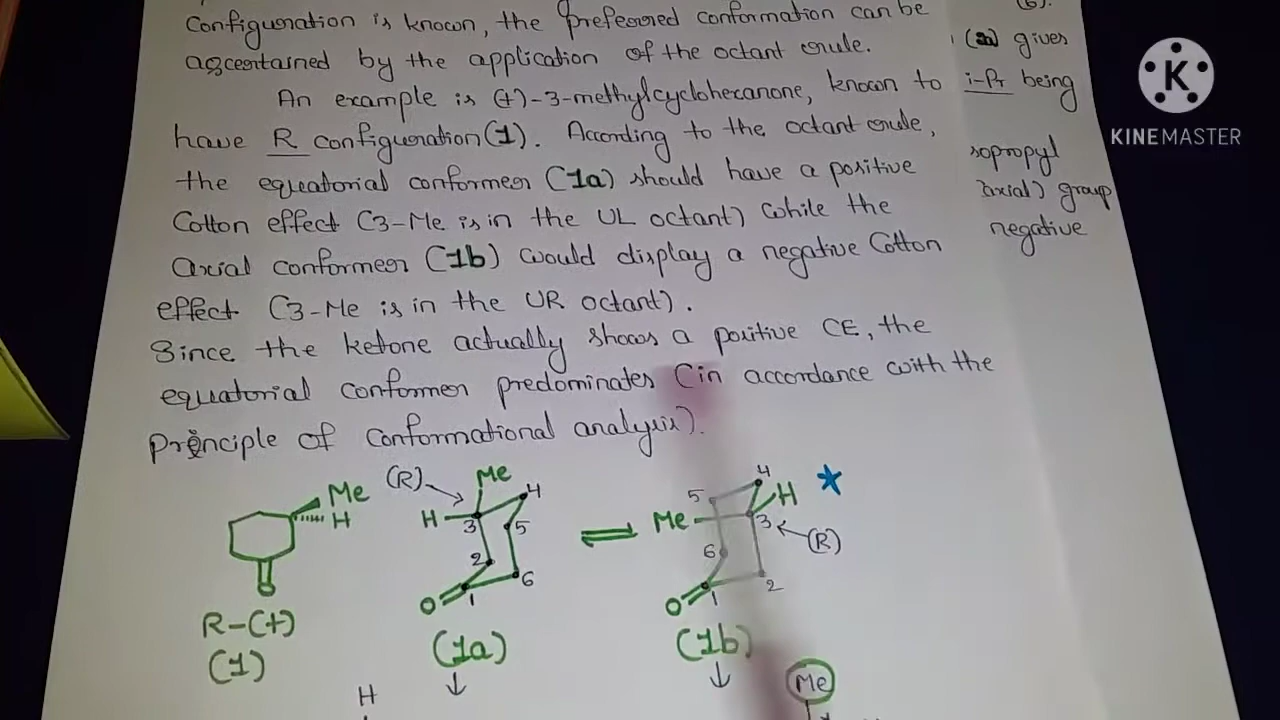 Configuration is known, the preferred conformation can be
ascertained by the application of the octant rule.
An example is (+)-3-methylcyclohexanone, known to
have R configuration (1). According to the octant rule,
the equatorial conformer (1a) should have a positive
Cotton effect (3-Me is in the UL octant) while the
axial conformer (1b) would display a negative Cotton
effect (3-Me is in the UR octant).
Since the ketone actually shows a positive CE, the
equatorial conformer predominates (in accordance with the
principle of conformational analysis).
gives
i-Pr being
sopropyl
axial) group
negative
K
KINEMASTER
Me
H
O
R-(+)
(1)
(R)
Me
H
3
4
5
2
6
1
O
(1a)
5
4
H
Me
3
(R)
6
2
1
O
(1b)
H
Me